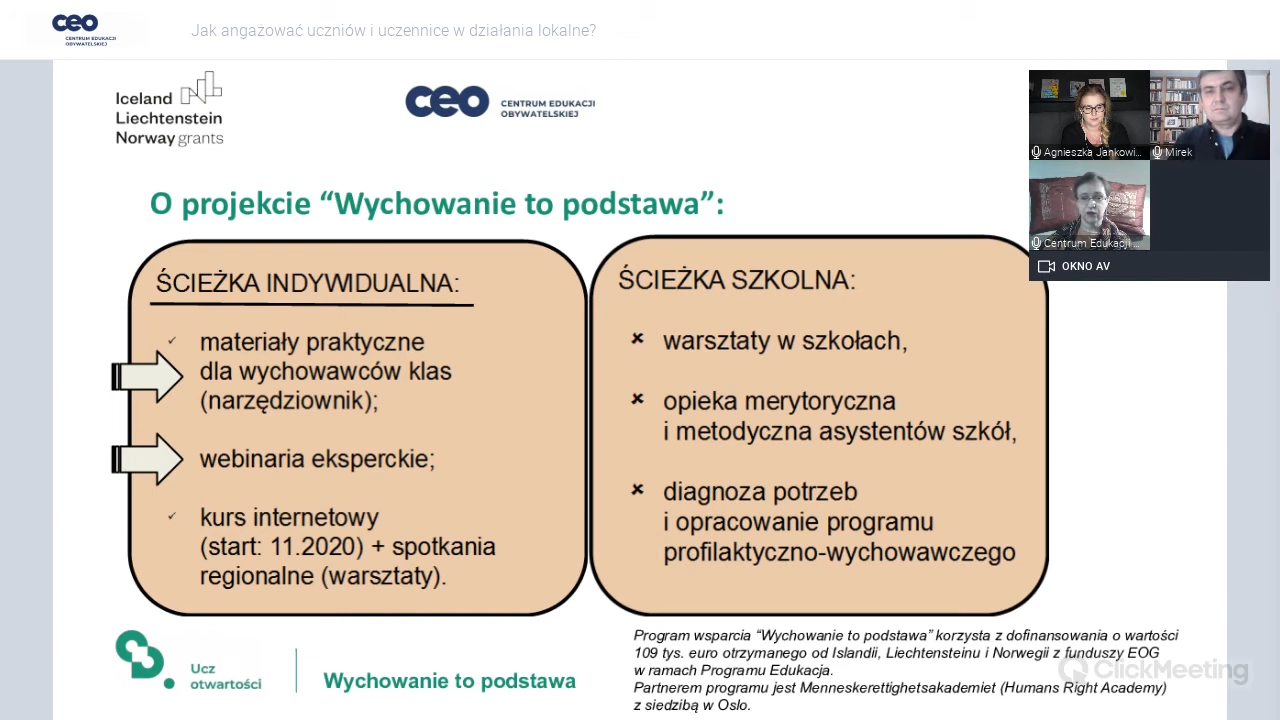 ceo
CENTRUM EDUKACJI
OBYWATELSKIEJ
Jak angażować uczniów i uczennice w działania lokalne?
Iceland
Liechtenstein
Norway grants
ceo
CENTRUM EDUKACJI
OBYWATELSKIEJ
Agnieszka Jankowi...
Mirek
Centrum Edukacji ...
OKNO AV
O projekcie “Wychowanie to podstawa”:
ŚCIEŻKA INDYWIDUALNA:
materiały praktyczne
dla wychowawców klas
(narzędziownik);
webinaria eksperckie;
kurs internetowy
(start: 11.2020) + spotkania
regionalne (warsztaty).
ŚCIEŻKA SZKOLNA:
warsztaty w szkołach,
opieka merytoryczna
i metodyczna asystentów szkół,
diagnoza potrzeb
i opracowanie programu
profilaktyczno-wychowawczego
Ucz
otwartości
Wychowanie to podstawa
Program wsparcia “Wychowanie to podstawa” korzysta z dofinansowania o wartości
109 tys. euro otrzymanego od Islandii, Liechtensteinu i Norwegii z funduszy EOG
w ramach Programu Edukacja.
Partnerem programu jest Menneskerettighetsakademiet (Humans Right Academy)
z siedzibą w Oslo.
ClickMeeting